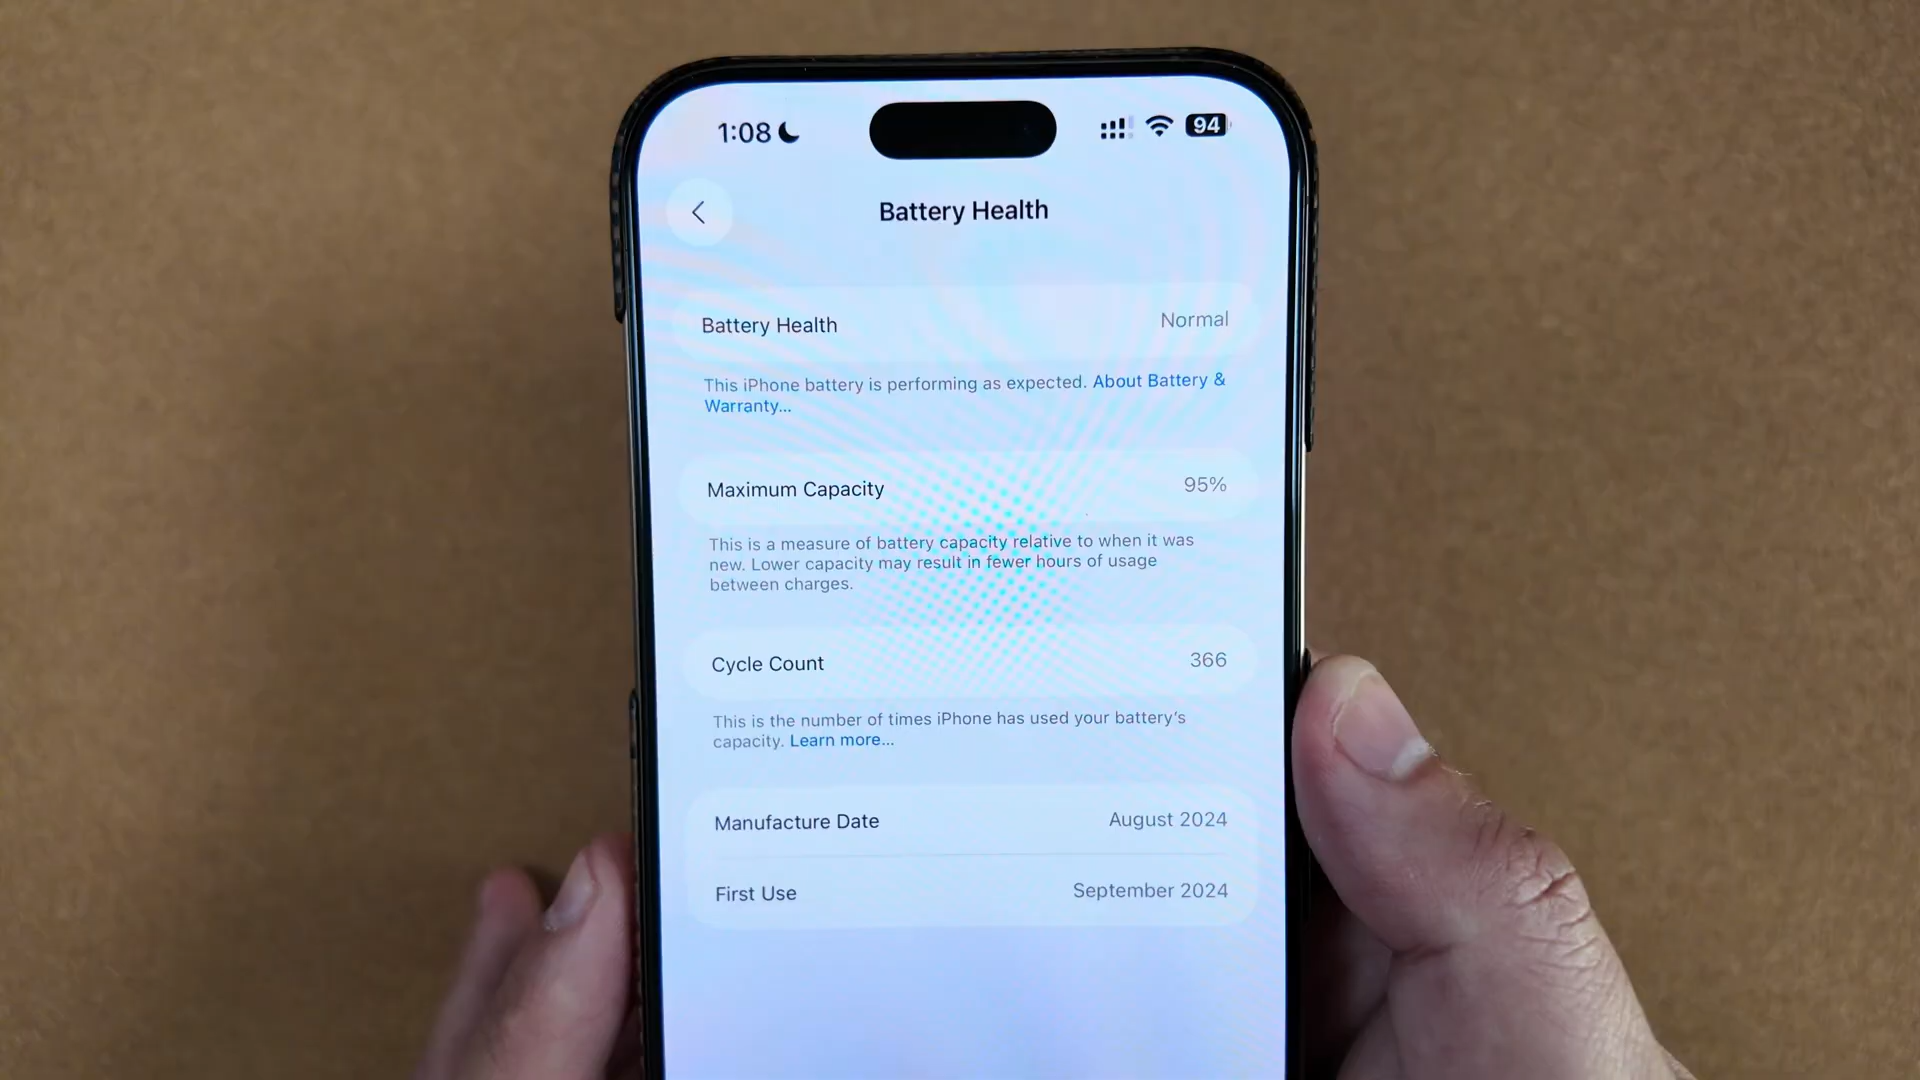 1:08
94
Battery Health
Battery Health Normal
This iPhone battery is performing as expected. About Battery &
Warranty...
Maximum Capacity 95%
This is a measure of battery capacity relative to when it was
new. Lower capacity may result in fewer hours of usage
between charges.
Cycle Count 366
This is the number of times iPhone has used your battery's
capacity. Learn more...
Manufacture Date August 2024
First Use September 2024